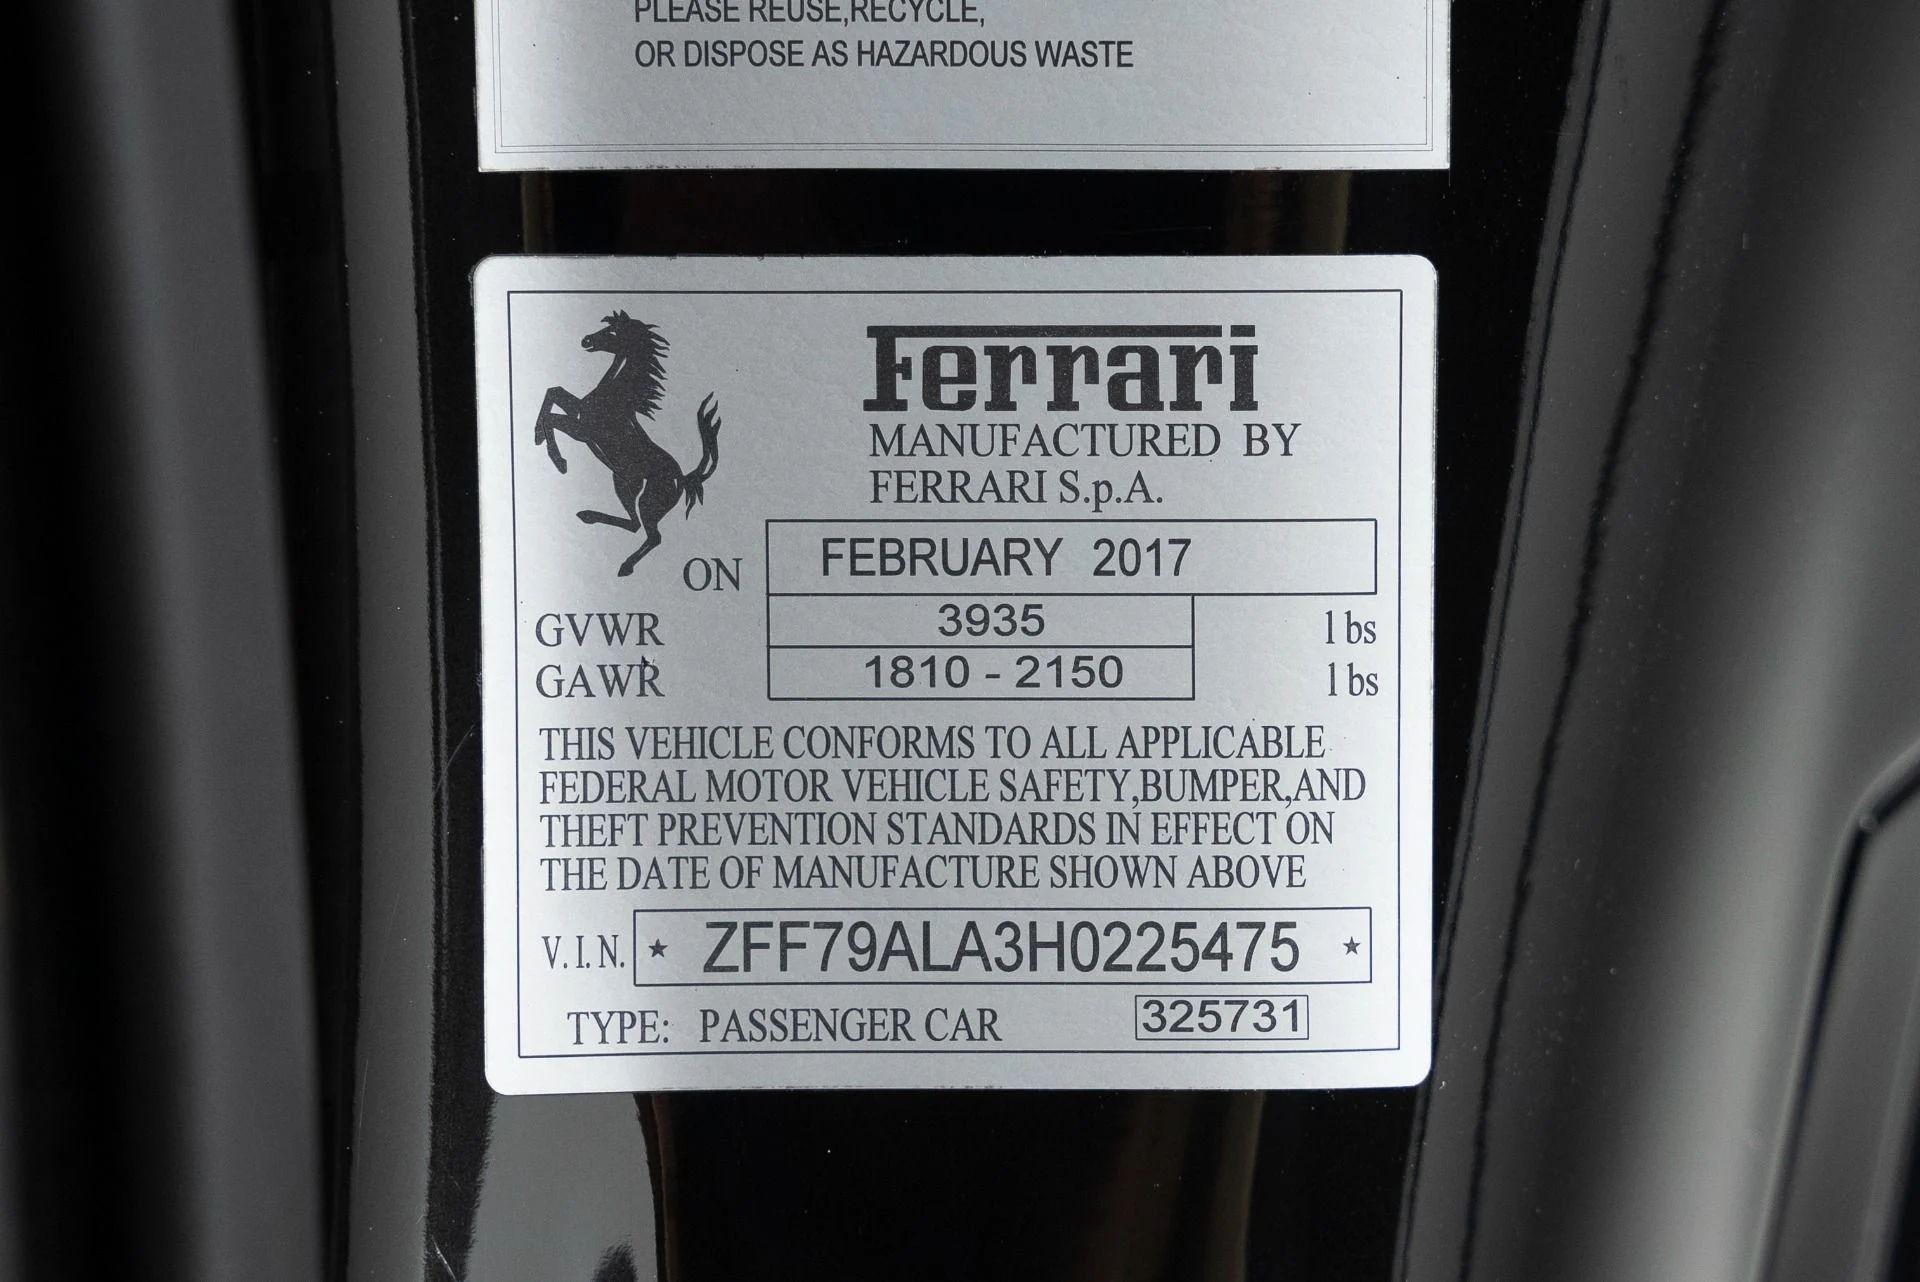 PLEASE REUSE,RECYCLE,
OR DISPOSE AS HAZARDOUS WASTE
Ferrari
MANUFACTURED BY
FERRARI S.p.A.
ON FEBRUARY 2017
GVWR 3935 lbs
GAWR 1810 - 2150 lbs
THIS VEHICLE CONFORMS TO ALL APPLICABLE
FEDERAL MOTOR VEHICLE SAFETY,BUMPER,AND
THEFT PREVENTION STANDARDS IN EFFECT ON
THE DATE OF MANUFACTURE SHOWN ABOVE
V.I.N. ★ ZFF79ALA3H0225475 ★
TYPE: PASSENGER CAR 325731